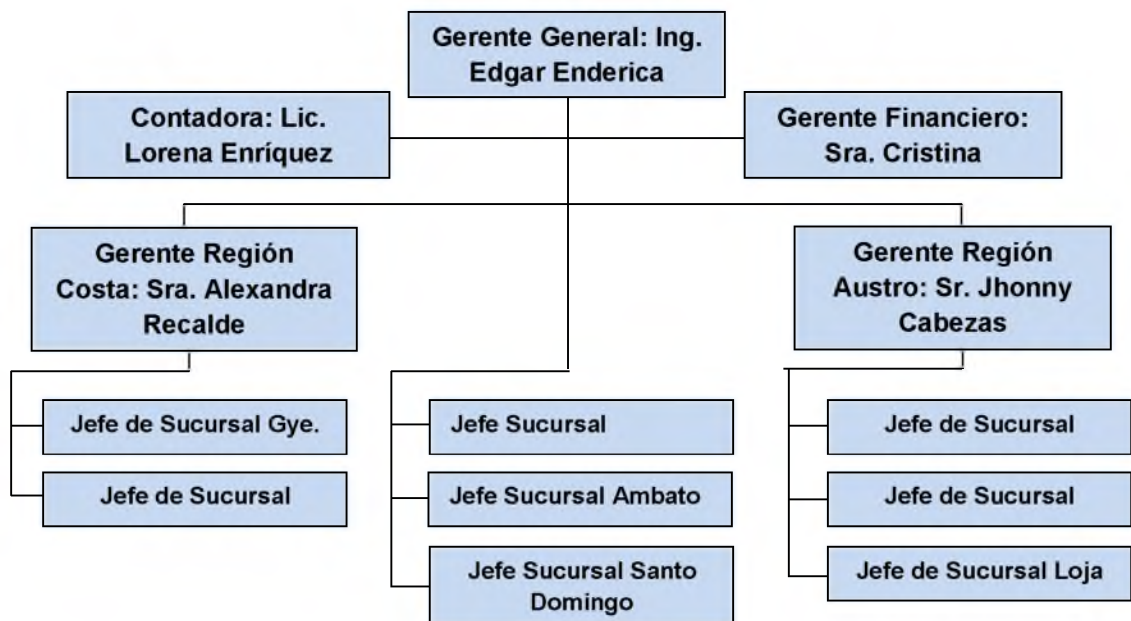 Gerente General: Ing.
Edgar Enderica
Contadora: Lic.
Lorena Enríquez
Gerente Financiero:
Sra. Cristina
Gerente Región
Costa: Sra. Alexandra
Recalde
Gerente Región
Austro: Sr. Jhonny
Cabezas
Jefe de Sucursal Gye.
Jefe de Sucursal
Jefe Sucursal
Jefe Sucursal Ambato
Jefe Sucursal Santo
Domingo
Jefe de Sucursal
Jefe de Sucursal
Jefe de Sucursal Loja